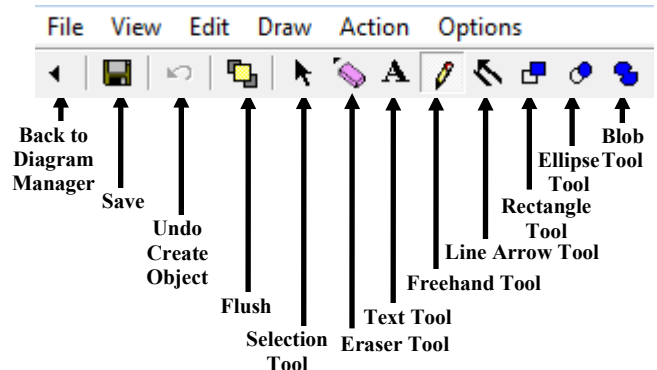 File View Edit Draw Action Options
A
Back to
Diagram
Manager
Save
Undo
Create
Object
Flush
Selection
Tool
Eraser Tool
Text Tool
Freehand Tool
Line Arrow Tool
Rectangle
Tool
Ellipse
Tool
Blob
Tool